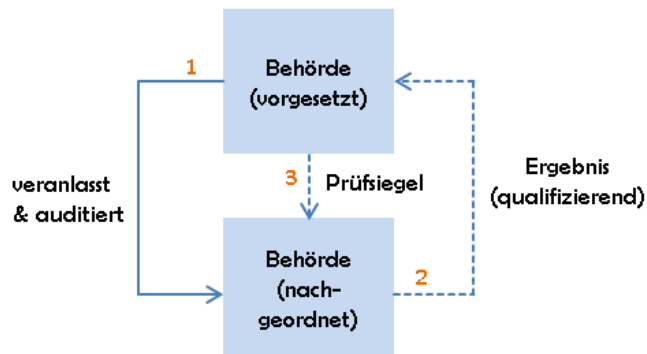 1
Behörde
(vorgesetzt)
veranlasst
& auditiert
3
Prüfsiegel
Ergebnis
(qualifizierend)
Behörde
(nach-
geordnet)
2